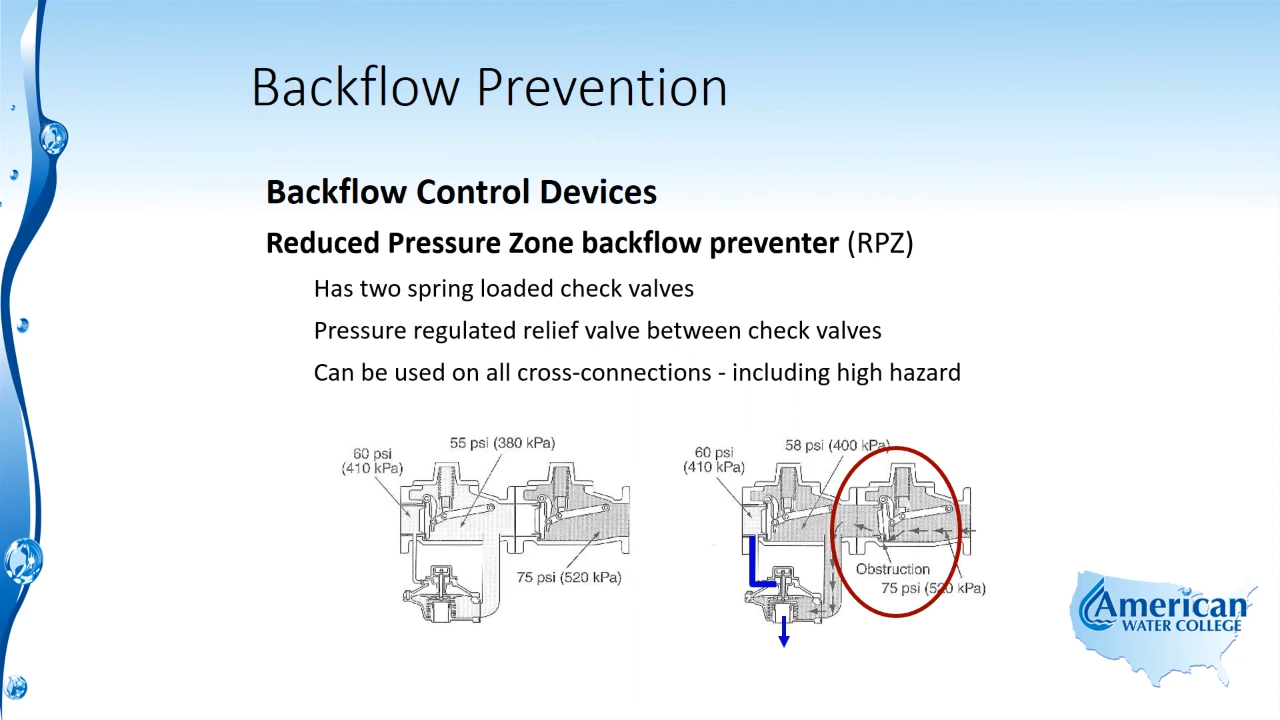 Backflow Prevention
Backflow Control Devices
Reduced Pressure Zone backflow preventer (RPZ)
Has two spring loaded check valves
Pressure regulated relief valve between check valves
Can be used on all cross-connections - including high hazard
60 psi
(410 kPa)
55 psi (380 kPa)
75 psi (520 kPa)
60 psi
(410 kPa)
58 psi (400 kPa)
Obstruction
75 psi (520 kPa)
American
WATER COLLEGE